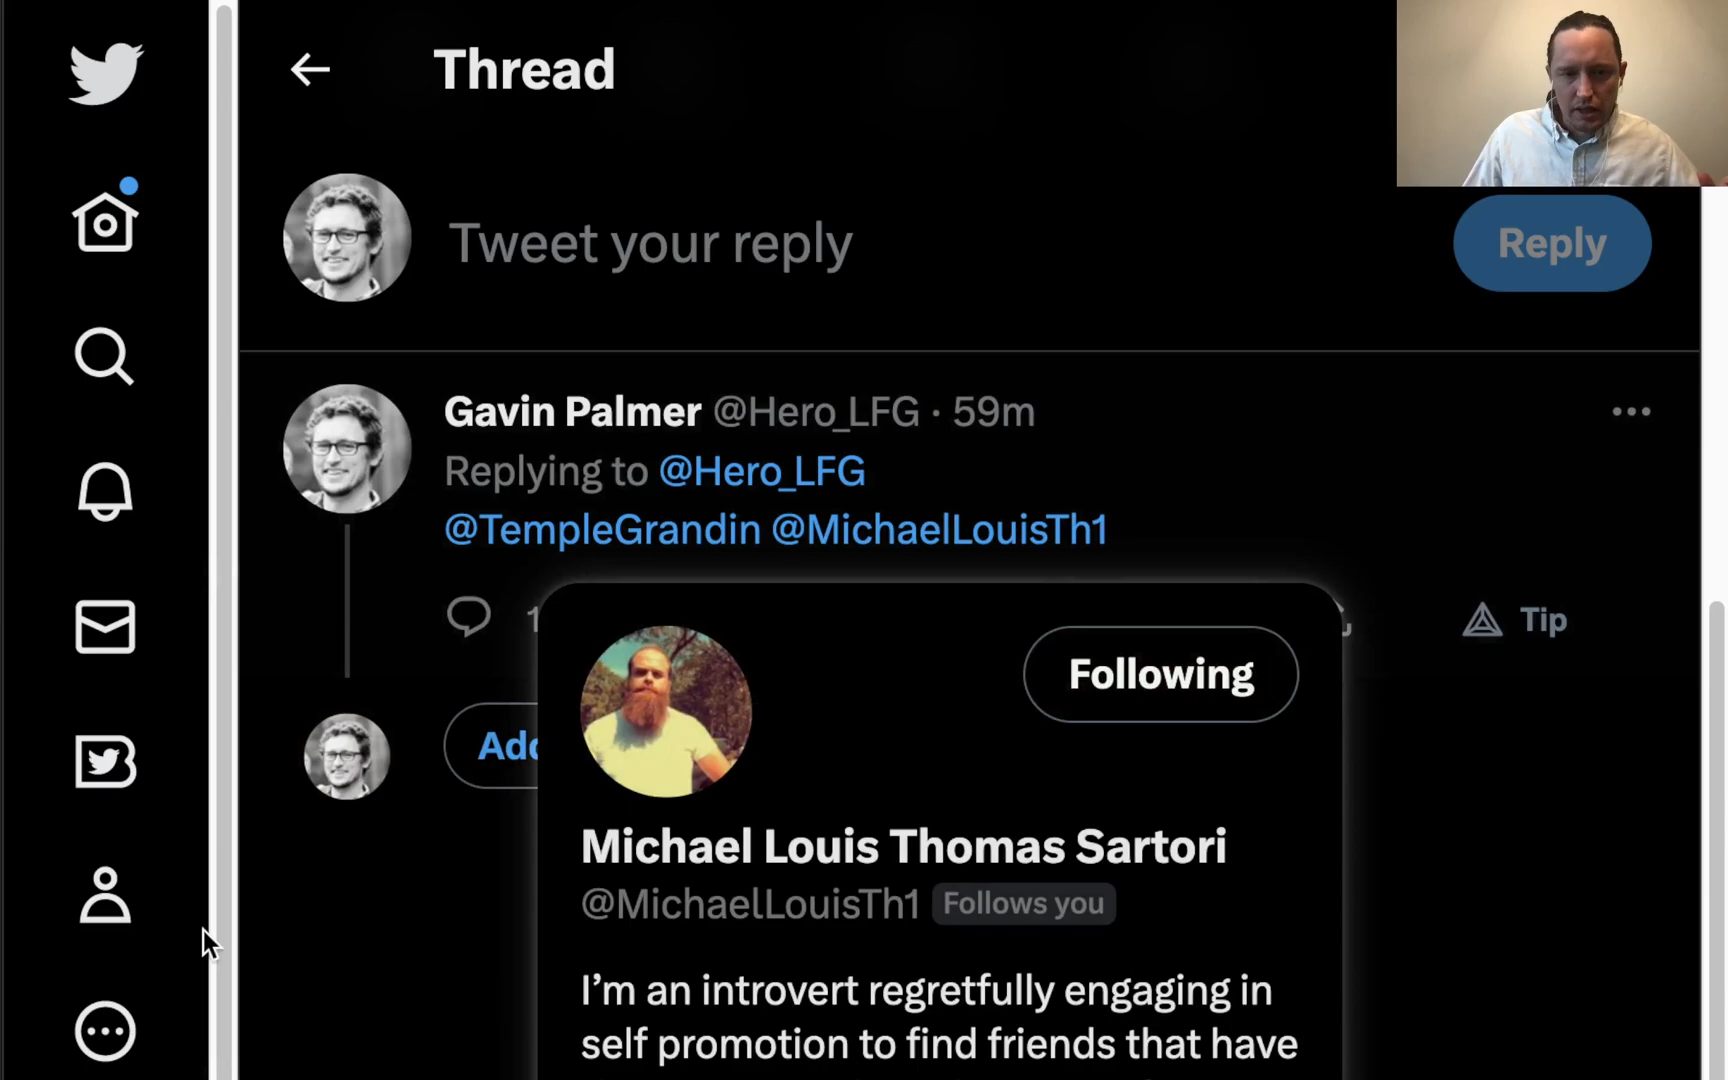 Thread
Tweet your reply
Reply
Gavin Palmer @Hero_LFG · 59m
Replying to @Hero_LFG
@TempleGrandin @MichaelLouisTh1
1
Tip
Following
Michael Louis Thomas Sartori
@MichaelLouisTh1 Follows you
I’m an introvert regretfully engaging in
self promotion to find friends that have